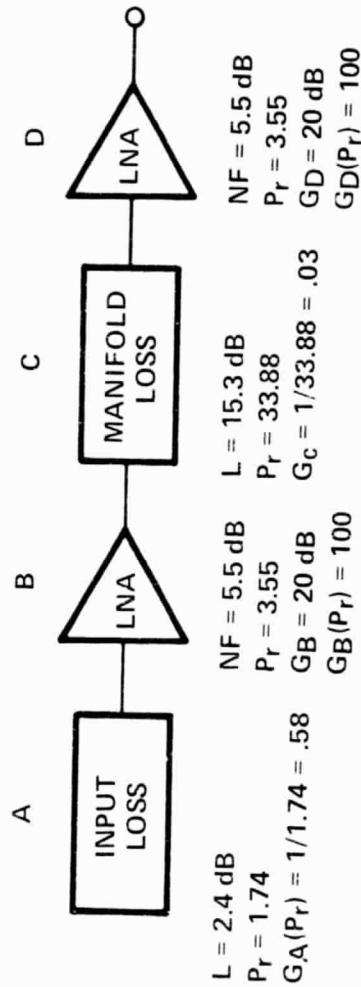 A
B
C
D
INPUT
LOSS
LNA
MANIFOLD
LOSS
LNA
L = 2.4 dB
Pr = 1.74
GA(Pr) = 1/1.74 = .58
NF = 5.5 dB
Pr = 3.55
GB = 20 dB
GB(Pr) = 100
L = 15.3 dB
Pr = 33.88
Gc = 1/33.88 = .03
NF = 5.5 dB
Pr = 3.55
GD = 20 dB
GD(Pr) = 100